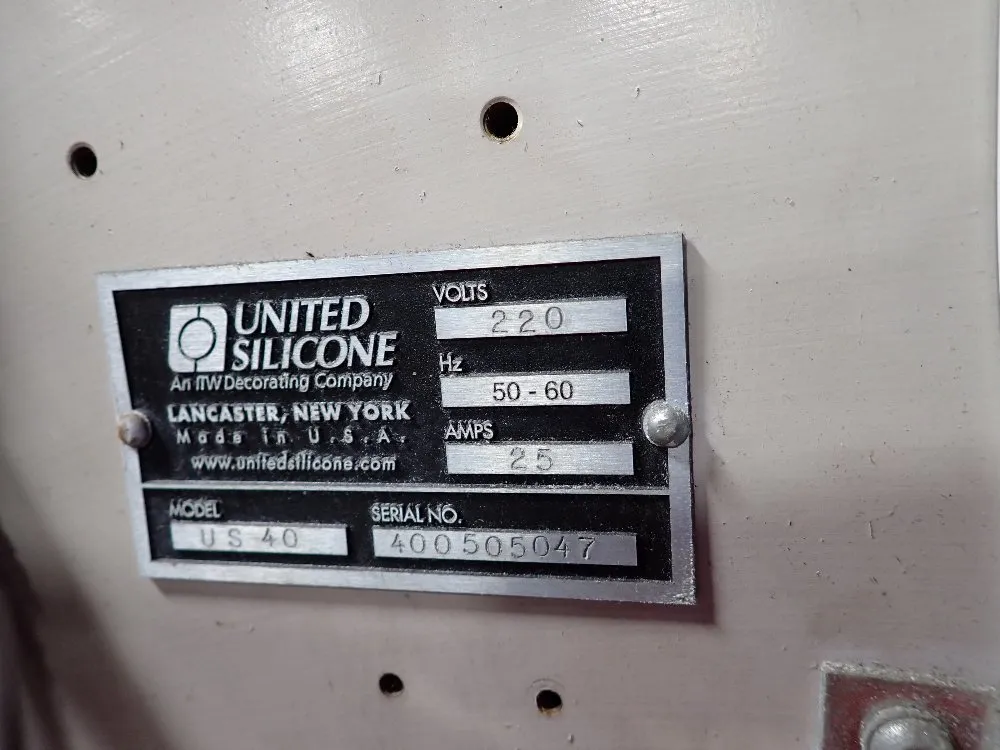 UNITED
SILICONE
An ITW Decorating Company
LANCASTER, NEW YORK
Made in U.S.A.
www.unitedsilicone.com
VOLTS
220
Hz
50 - 60
AMPS
25
MODEL
US 40
SERIAL NO.
400505047